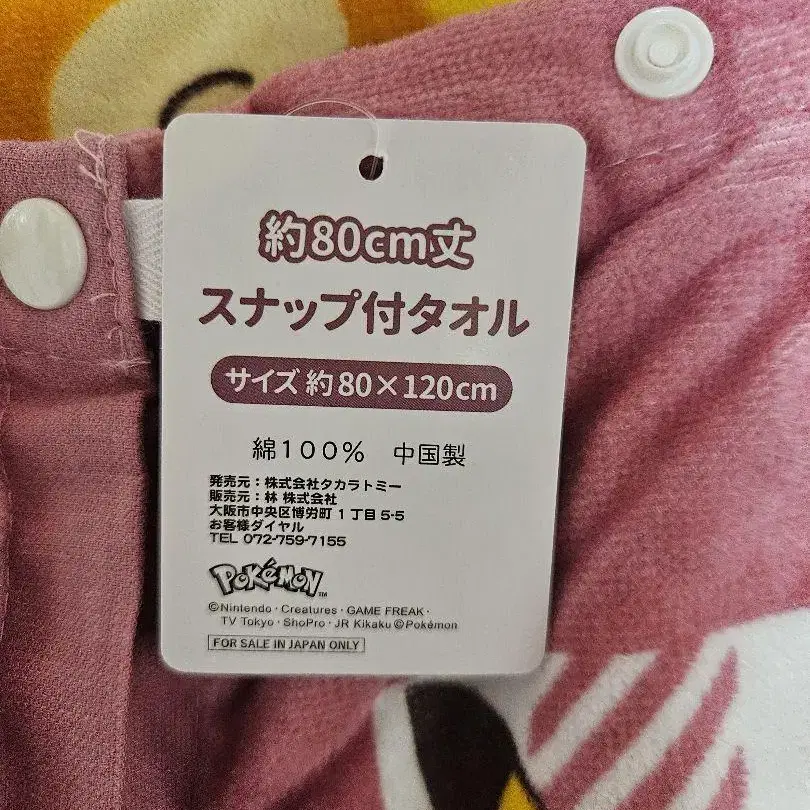 約80cm丈
スナップ付タオル
サイズ 約80×120cm
綿100% 中国製
発売元:株式会社タカラトミー
販売元:林 株式会社
大阪市中央区博労町 1 丁目 5-5
お客様ダイヤル
TEL 072-759-7155
POKéMON™
©Nintendo・Creatures・GAME FREAK・
TV Tokyo・ShoPro・JR Kikaku ©Pokémon
FOR SALE IN JAPAN ONLY